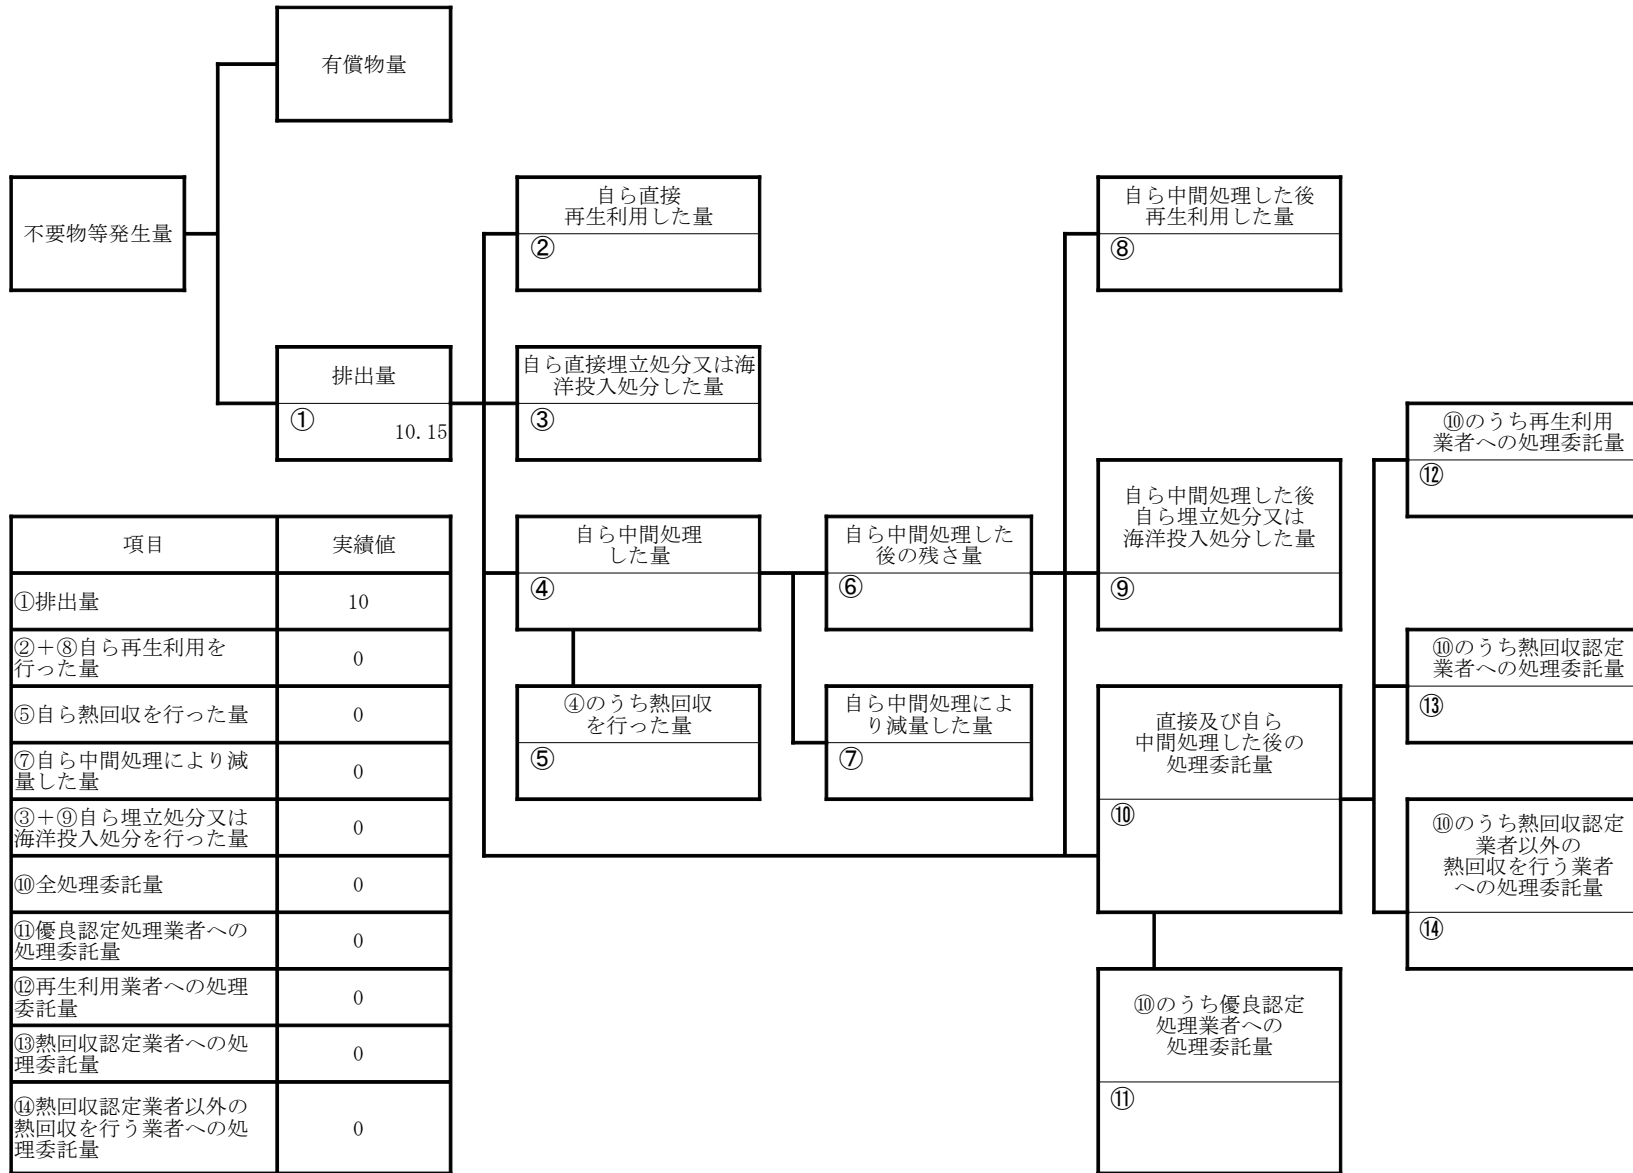 有償物量
不要物等発生量
自ら直接
再生利用した量
②
自ら中間処理した後
再生利用した量
⑧
排出量
①
10.15
自ら直接埋立処分又は海
洋投入処分した量
③
⑩のうち再生利用
業者への処理委託量
⑫
自ら中間処理した後
自ら埋立処分又は
海洋投入処分した量
⑨
自ら中間処理
した量
④
自ら中間処理した
後の残さ量
⑥
⑩のうち熱回収認定
業者への処理委託量
⑬
④のうち熱回収
を行った量
⑤
自ら中間処理によ
り減量した量
⑦
直接及び自ら
中間処理した後の
処理委託量
⑩
⑩のうち熱回収認定
業者以外の
熱回収を行う業者
への処理委託量
⑭
⑩のうち優良認定
処理業者への
処理委託量
⑪
項目 実績値
①排出量 10
②+⑧自ら再生利用を
行った量 0
⑤自ら熱回収を行った量 0
⑦自ら中間処理により減
量した量 0
③+⑨自ら埋立処分又は
海洋投入処分を行った量 0
⑩全処理委託量 0
⑪優良認定処理業者への
処理委託量 0
⑫再生利用業者への処理
委託量 0
⑬熱回収認定業者への処
理委託量 0
⑭熱回収認定業者以外の
熱回収を行う業者への処
理委託量 0